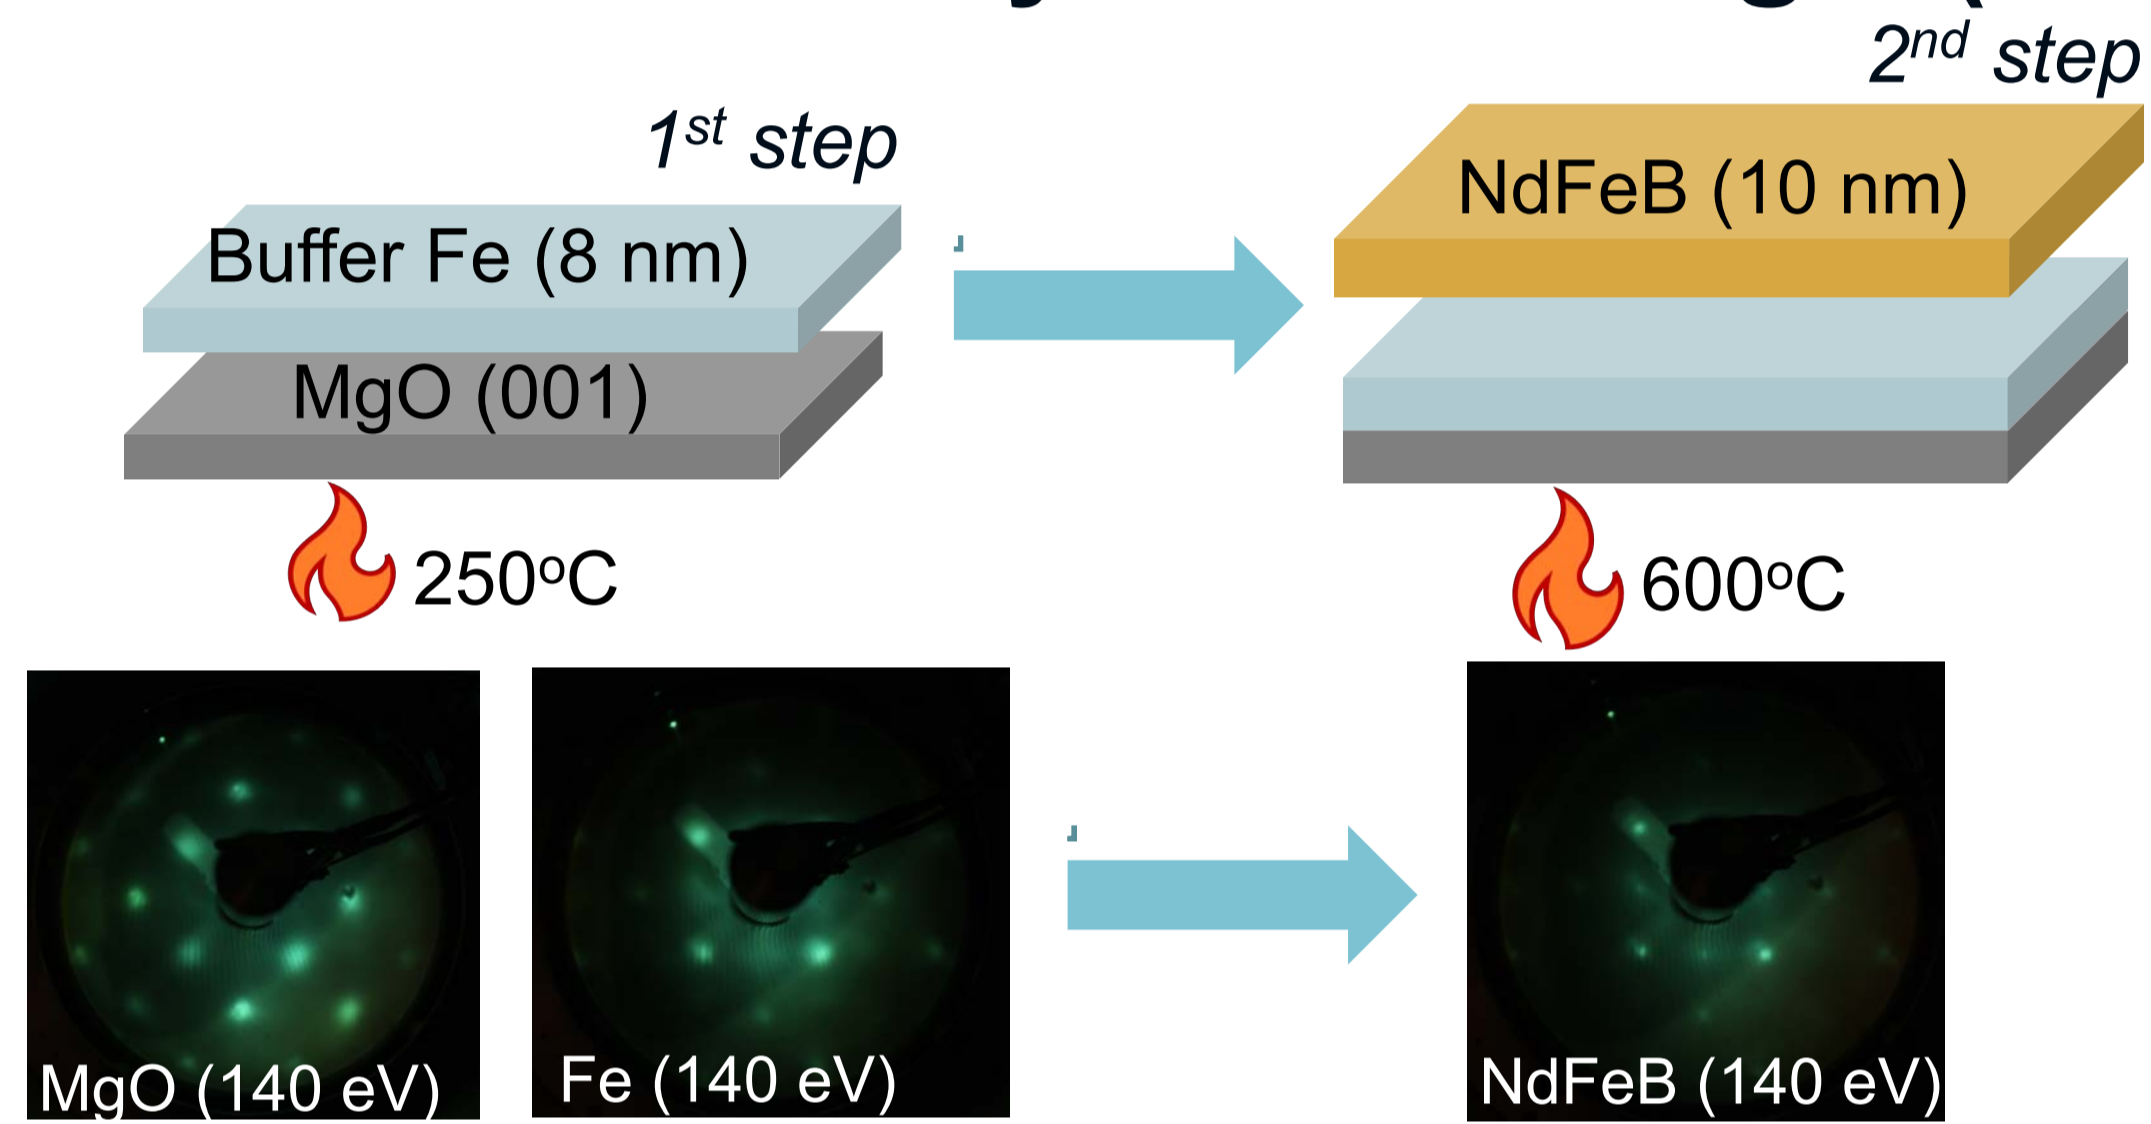 1st step
2nd step
Buffer Fe (8 nm)
MgO (001)
NdFeB (10 nm)
250ºC
600ºC
MgO (140 eV)
Fe (140 eV)
NdFeB (140 eV)